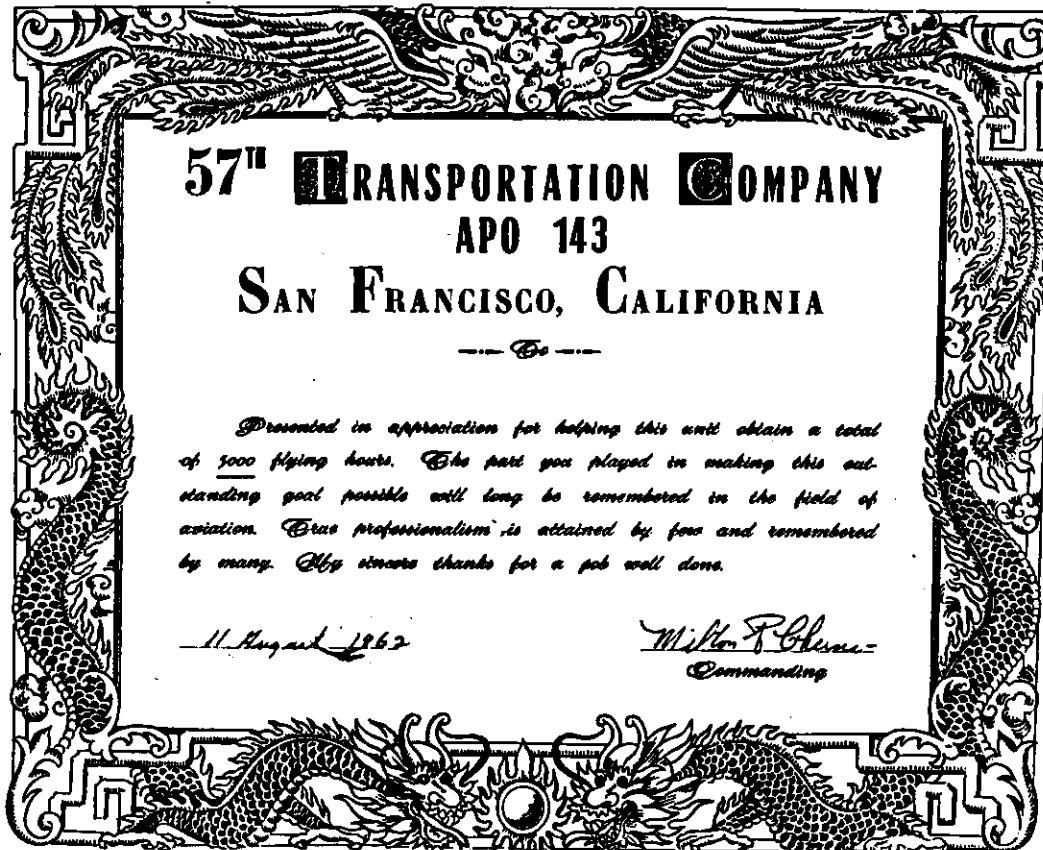 57TH TRANSPORTATION COMPANY
APO 143
SAN FRANCISCO, CALIFORNIA
To
Presented in appreciation for helping this unit obtain a total
of 5000 flying hours. The part you played in making this out-
standing goal possible will long be remembered in the field of
aviation. True professionalism is attained by few and remembered
by many. My sincere thanks for a job well done.
11 August 1962 Milton P.
Commanding